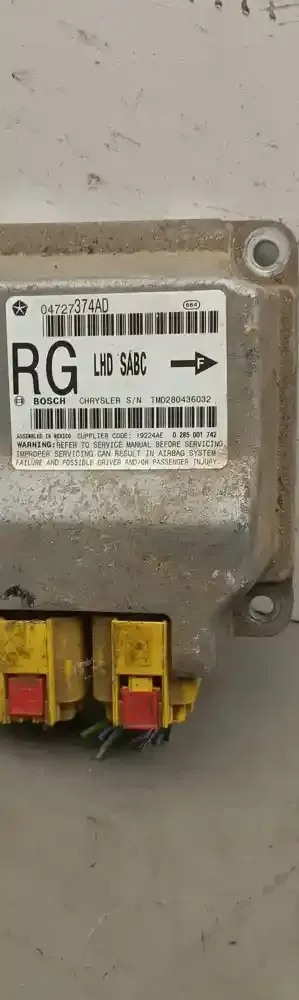 04727374AD
664
RG LHD SABC F
BOSCH CHRYSLER S/N TMD280436032
ASSEMBLED IN MEXICO SUPPLIER CODE: 19224AE 0 285 001 742
WARNING: REFER TO SERVICE MANUAL BEFORE SERVICING.
IMPROPER SERVICING CAN RESULT IN AIRBAG SYSTEM
FAILURE AND POSSIBLE DRIVER AND/OR PASSENGER INJURY.